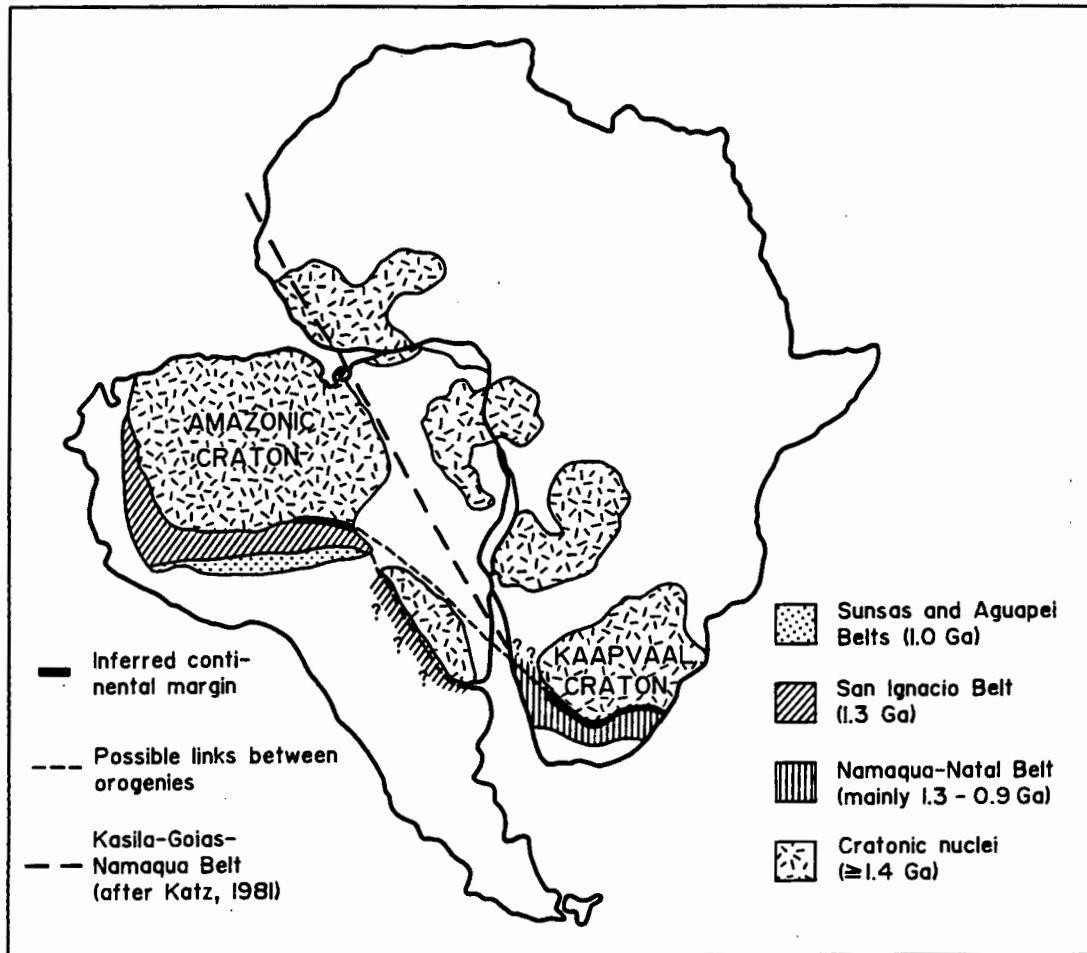 AMAZONIC
CRATON
KAAPVAAL
CRATON
? ?
?
?
?
?
Inferred conti-
nental margin
Possible links between
orogenies
Kasila-Goias-
Namaqua Belt
(after Katz, 1981)
Sunsas and Aguapei
Belts (1.0 Ga)
San Ignacio Belt
(1.3 Ga)
Namaqua-Natal Belt
(mainly 1.3 - 0.9 Ga)
Cratonic nuclei
(≥1.4 Ga)